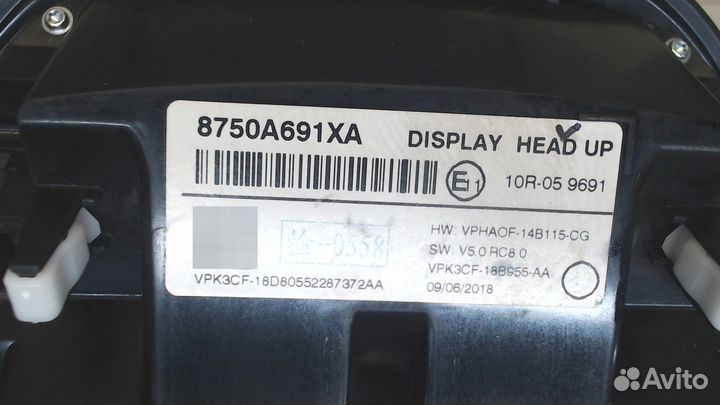 8750A691XA DISPLAY HEAD UP
E11 10R-05 9691
HW: VPHAOF-14B115-CG
SW: V5.0 RC8.0
VPK3CF-18B955-AA
09/06/2018
VPK3CF-18D80552287372AA
Avito